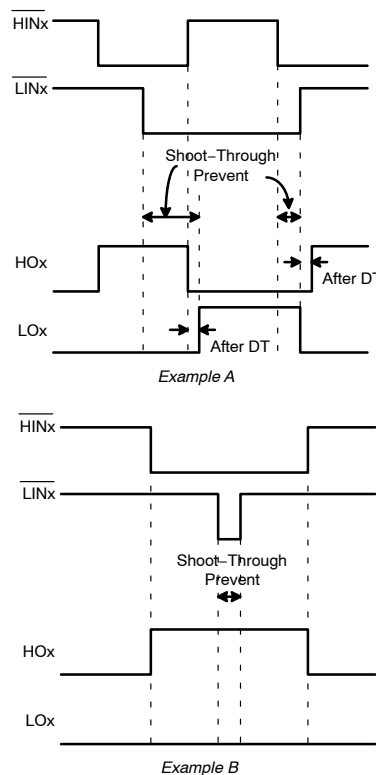 HINx
LINx
Shoot−Through
Prevent
HOx
After DT
LOx
After DT
Example A
HINx
LINx
Shoot−Through
Prevent
HOx
LOx
Example B